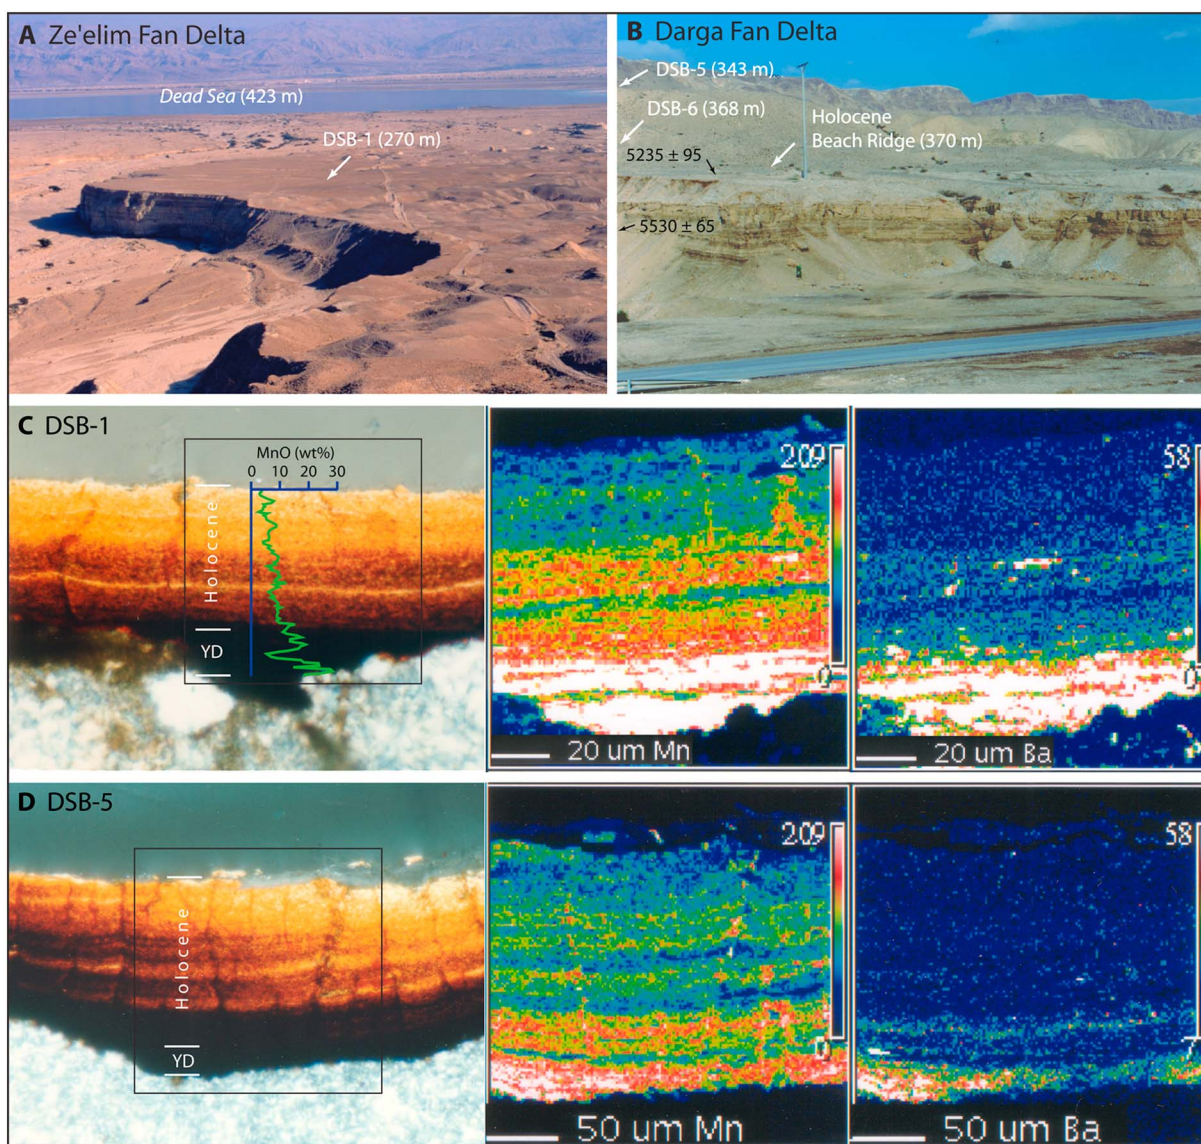 A Ze'elim Fan Delta
Dead Sea (423 m)
DSB-1 (270 m)
B Darga Fan Delta
DSB-5 (343 m)
DSB-6 (368 m)
Holocene
Beach Ridge (370 m)
5235 ± 95
5530 ± 65
C DSB-1
MnO (wt%)
0 10 20 30
Holocene
YD
209
0
20 um Mn
58
20 um Ba
D DSB-5
Holocene
YD
209
0
50 um Mn
58
7
50 um Ba